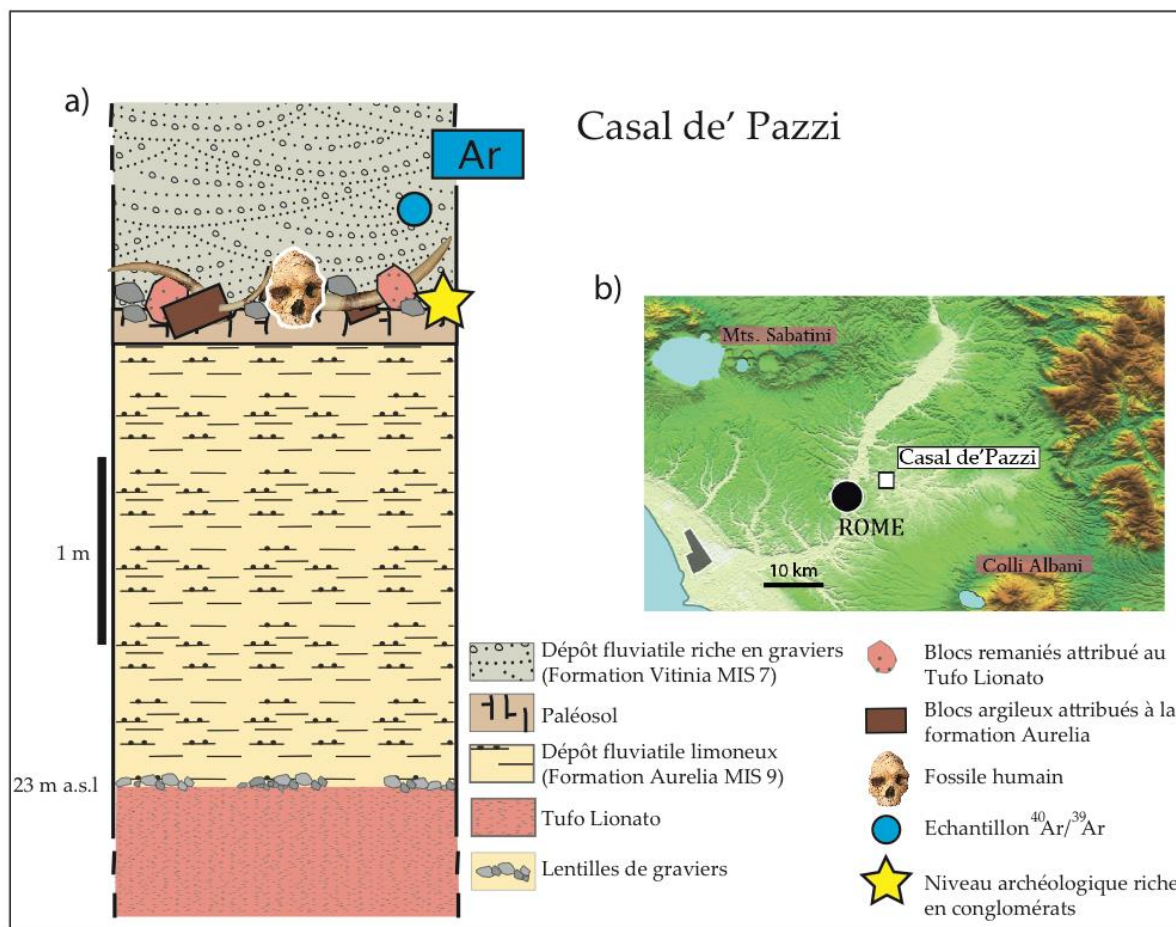 a)
Casal de' Pazzi
Ar
b)
Mts. Sabatini
Casal de'Pazzi
ROME
10 km
Colli Albani
1 m
23 m a.s.l
Dépôt fluviatile riche en graviers
(Formation Vitinia MIS 7)
Paléosol
Dépôt fluviatile limoneux
(Formation Aurelia MIS 9)
Tufo Lionato
Lentilles de graviers
Blocs remaniés attribué au
Tufo Lionato
Blocs argileux attribués à la
formation Aurelia
Fossile humain
Echantillon 40Ar/39Ar
Niveau archéologique riche
en conglomérats